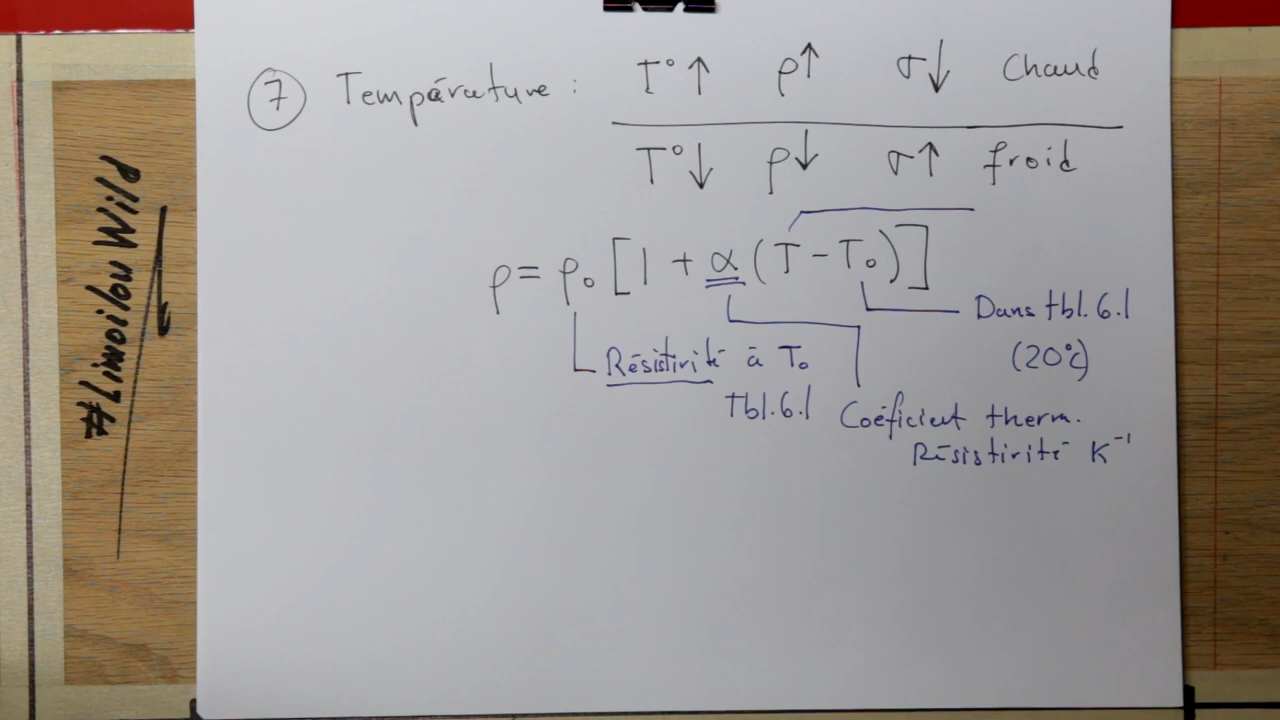 7 Température : T° ↑ ρ↑ σ↓ Chaud
T°↓ ρ↓ σ↑ froid
ρ = ρ₀ [1 + α (T - T₀)]
Dans tbl. 6.1
(20°C)
Résistivité à T₀
tbl. 6.1
Coéficient therm.
Résistivité K⁻¹
#Limoilou Wild